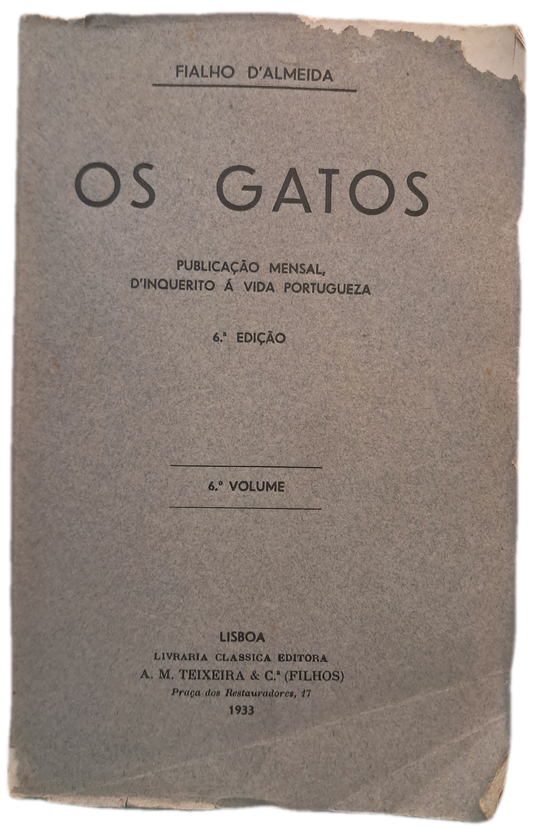 FIALHO D'ALMEIDA
OS GATOS
PUBLICAÇÃO MENSAL,
D'INQUERITO Á VIDA PORTUGUEZA
6.ª EDIÇÃO
6.º VOLUME
LISBOA
LIVRARIA CLASSICA EDITORA
A. M. TEIXEIRA & C.ª (FILHOS)
Praça dos Restauradores, 17
1933